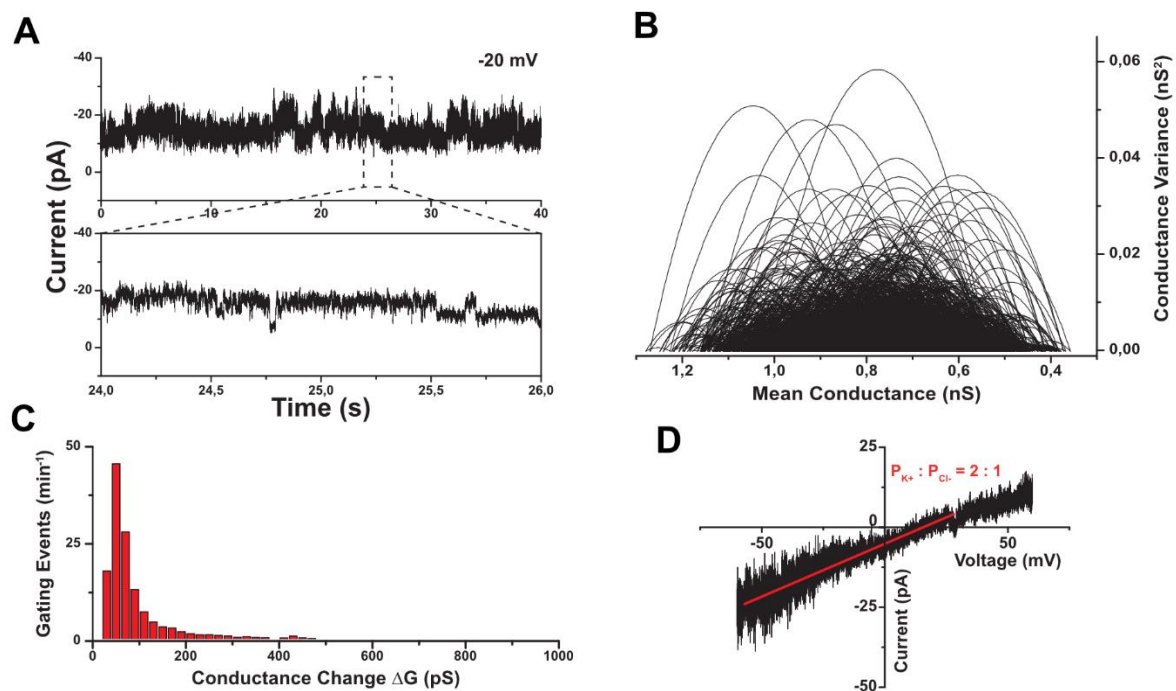 A
-20 mV
-40
-20
0
0 10 20 30 40
Current (pA)
-40
-20
0
24,0 24,5 25,0 25,5 26,0
Time (s)
B
0,06
0,04
0,02
0,00
Conductance Variance (nS²)
1,2 1,0 0,8 0,6 0,4
Mean Conductance (nS)
C
50
25
0
Gating Events (min⁻¹)
0 200 400 600 800 1000
Conductance Change ΔG (pS)
D
25
P K+ : P Cl- = 2 : 1
0
-50 50
Voltage (mV)
-25
Current (pA)
-50